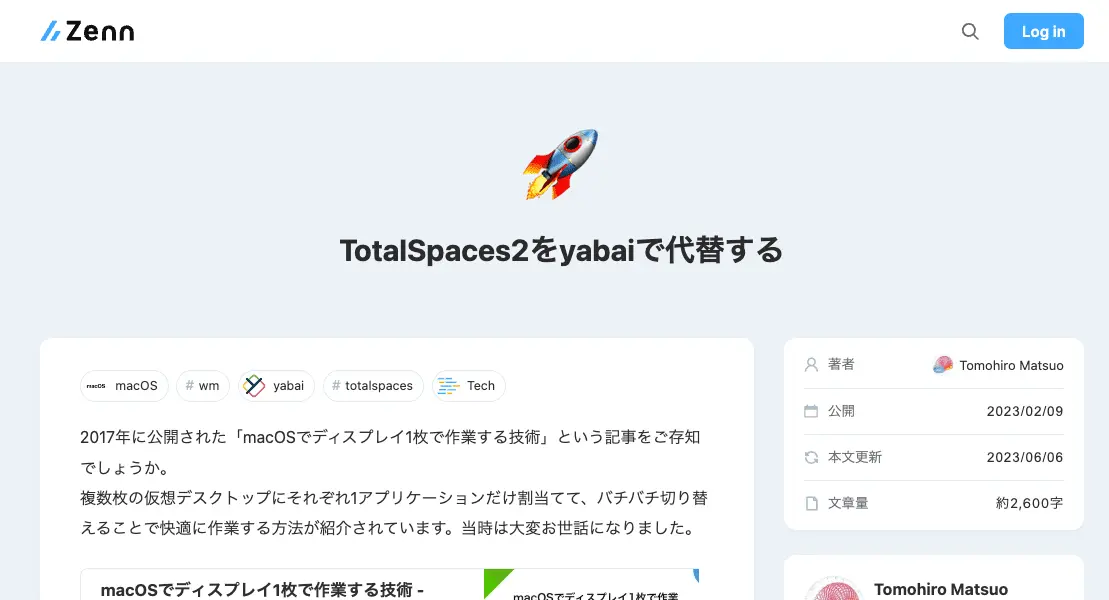 Zenn
Log in
TotalSpaces2をyabaiで代替する
macOS macOS # wm yabai # totalspaces Tech
2017年に公開された「macOSでディスプレイ1枚で作業する技術」という記事をご存知
でしょうか。
複数枚の仮想デスクトップにそれぞれ1アプリケーションだけ割当てて、バチバチ切り替
えることで快適に作業する方法が紹介されています。当時は大変お世話になりました。
macOSでディスプレイ1枚で作業する技術 -
macOSでディスプレイ1枚で作業
著者 Tomohiro Matsuo
公開 2023/02/09
本文更新 2023/06/06
文章量 約2,600字
Tomohiro Matsuo